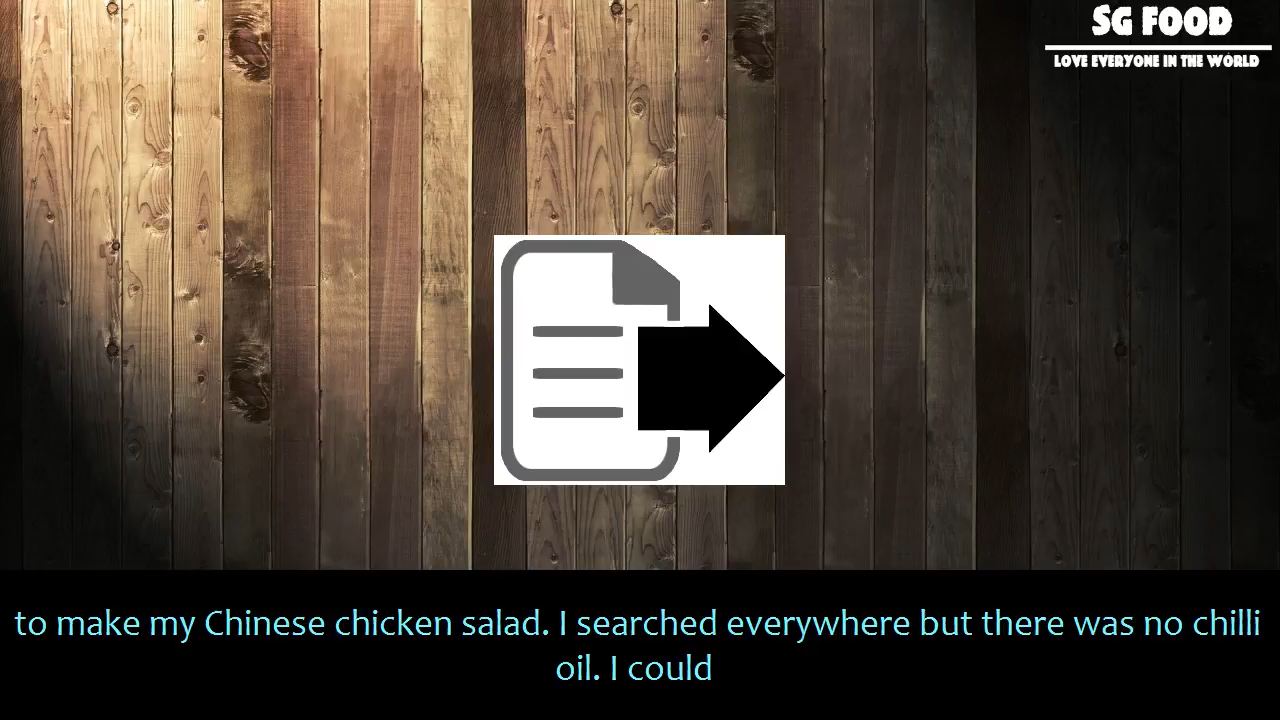 SG FOOD
LOVE EVERYONE IN THE WORLD
to make my Chinese chicken salad. I searched everywhere but there was no chilli
oil. I could